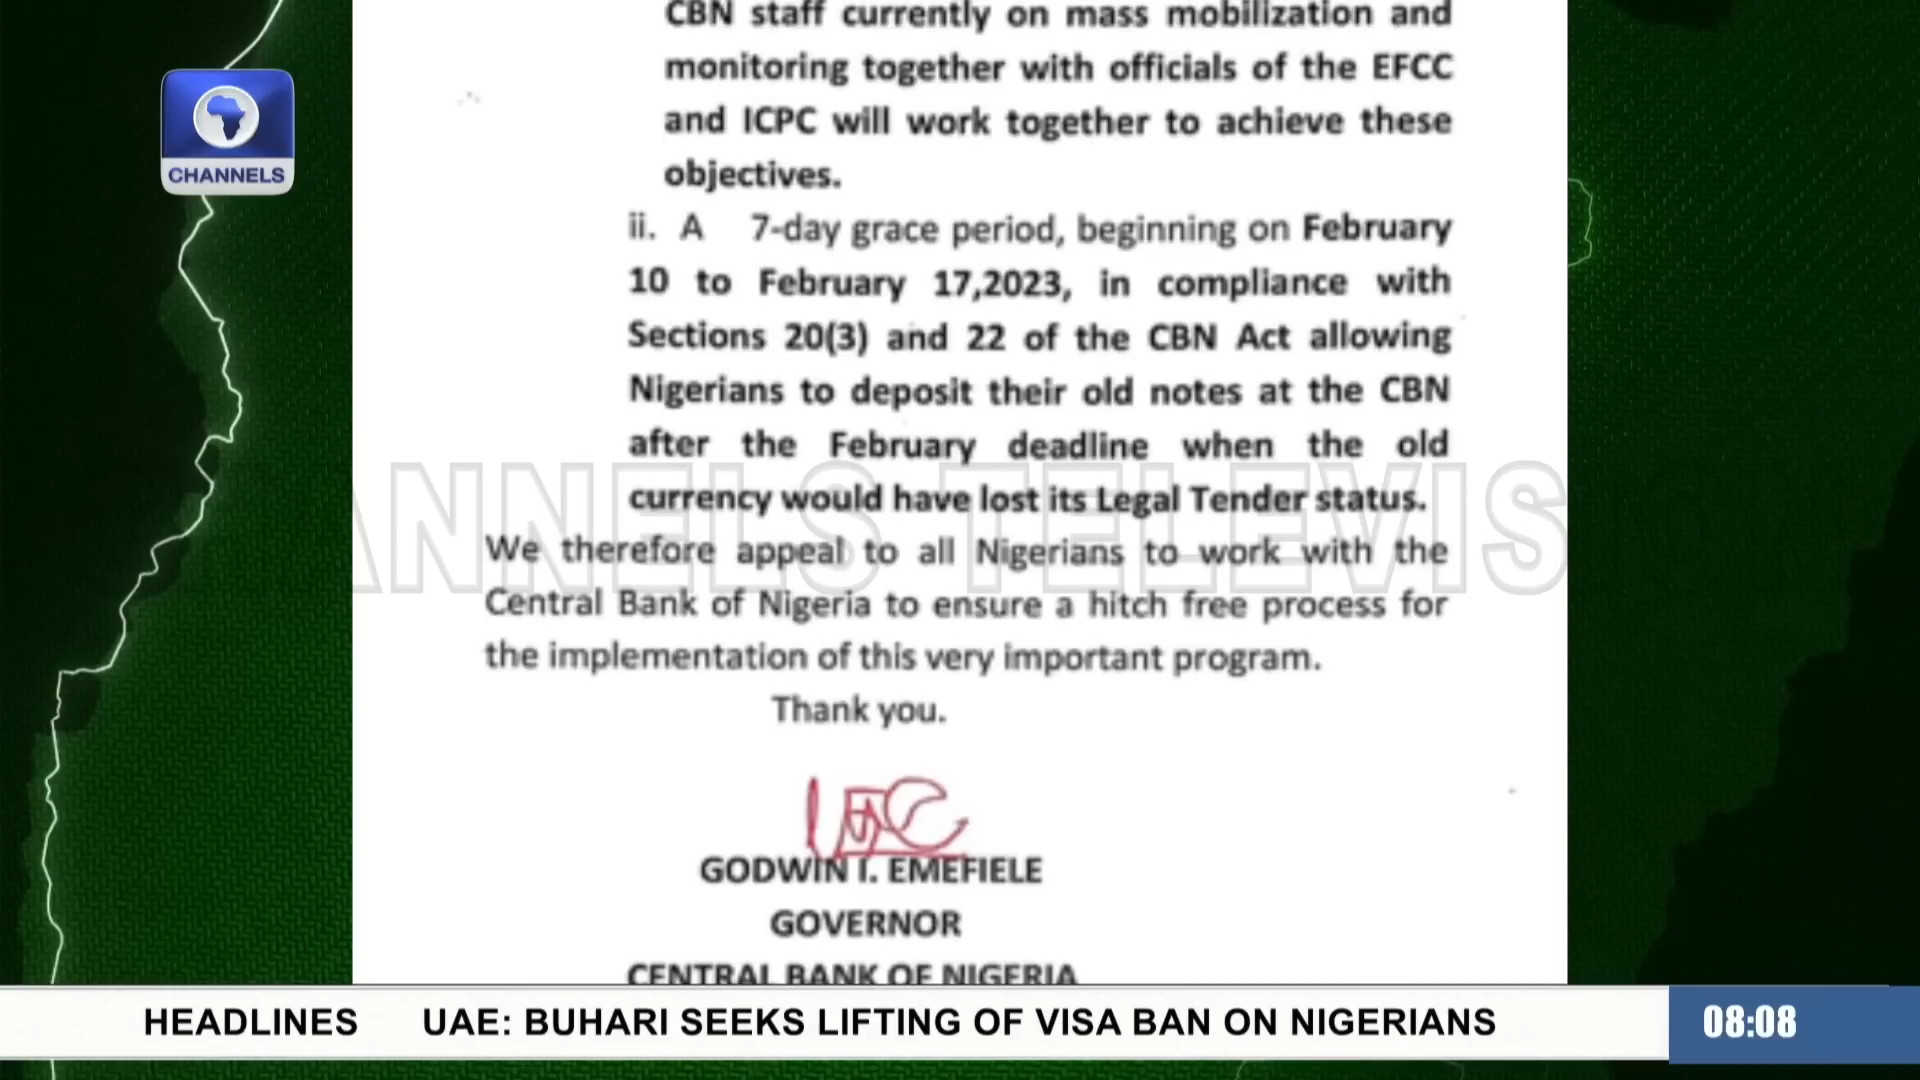 CBN staff currently on mass mobilization and
monitoring together with officials of the EFCC
and ICPC will work together to achieve these
objectives.
ii. A 7-day grace period, beginning on February
10 to February 17,2023, in compliance with
Sections 20(3) and 22 of the CBN Act allowing
Nigerians to deposit their old notes at the CBN
after the February deadline when the old
currency would have lost its Legal Tender status.
We therefore appeal to all Nigerians to work with the
Central Bank of Nigeria to ensure a hitch free process for
the implementation of this very important program.
Thank you.
GODWIN I. EMEFIELE
GOVERNOR
CENTRAL BANK OF NIGERIA
CHANNELS
ANNELS TELEVIS
HEADLINES UAE: BUHARI SEEKS LIFTING OF VISA BAN ON NIGERIANS
08:08